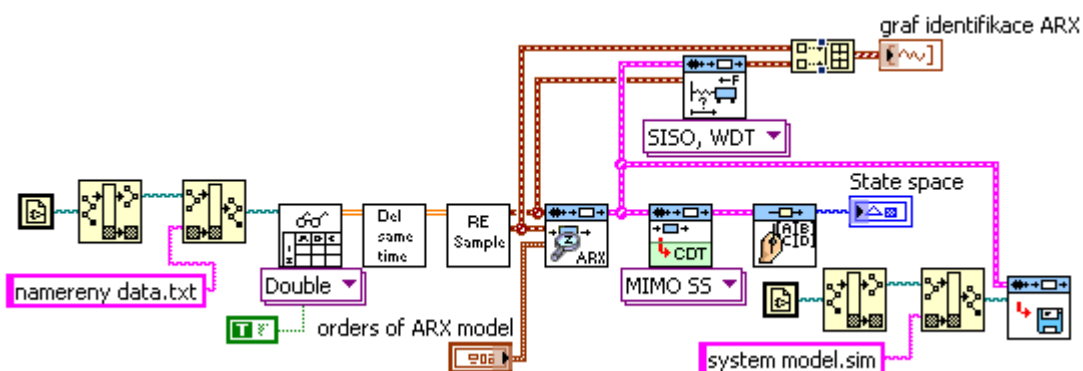 graf identifikace ARX
SISO, WDT
State space
Del same time
RE Sample
ARX
CDT
A B
C D
namereny data.txt
Double
MIMO SS
T
orders of ARX model
system model.sim